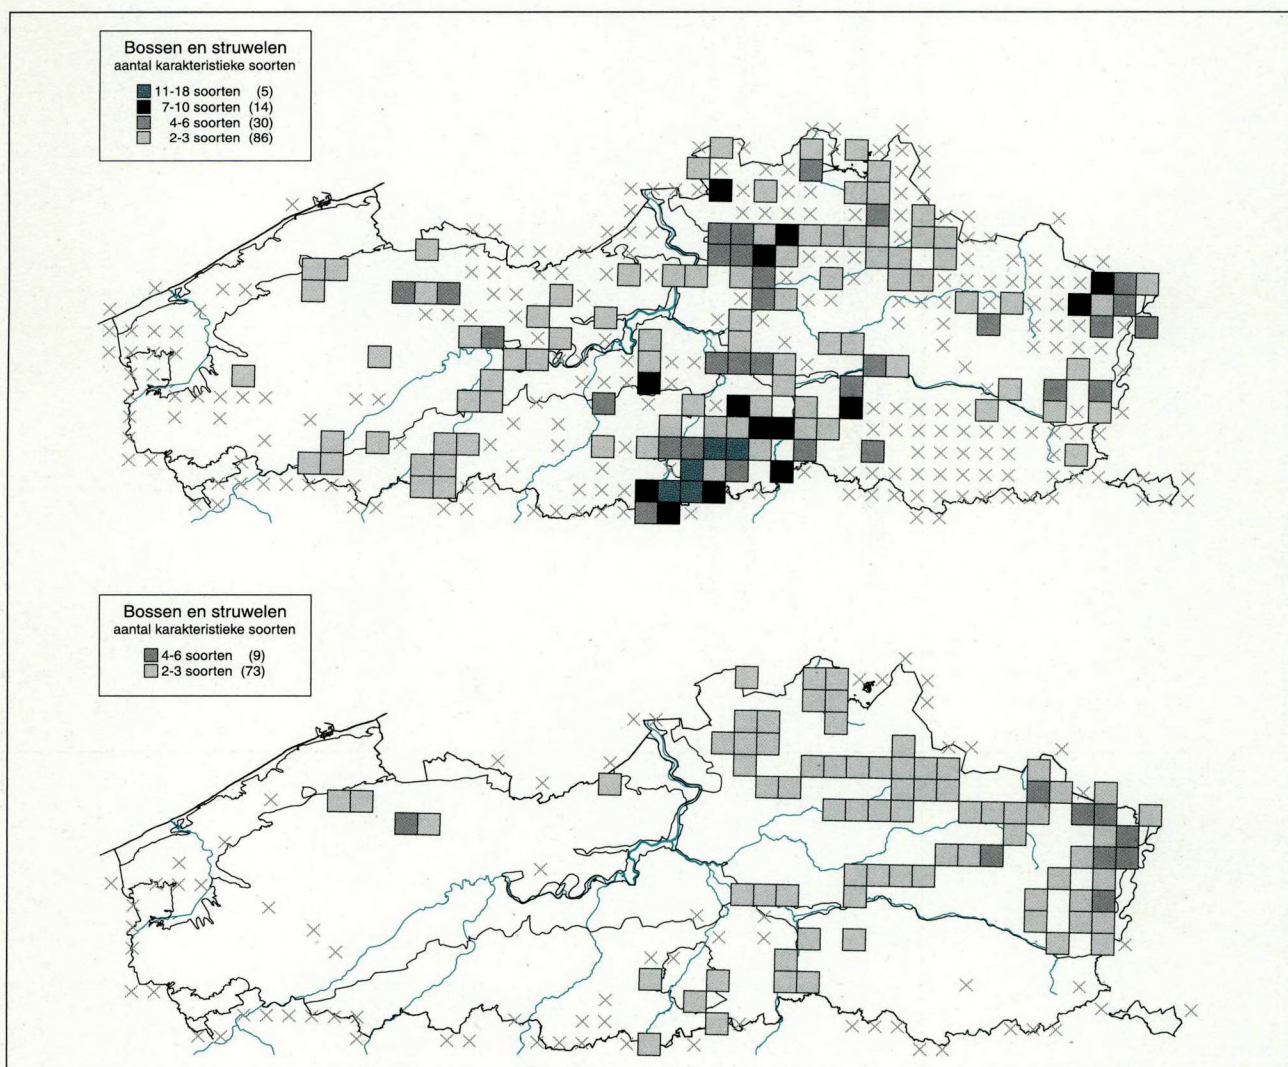 Bossen en struwelen
aantal karakteristieke soorten
11-18 soorten (5)
7-10 soorten (14)
4-6 soorten (30)
2-3 soorten (86)
Bossen en struwelen
aantal karakteristieke soorten
4-6 soorten (9)
2-3 soorten (73)